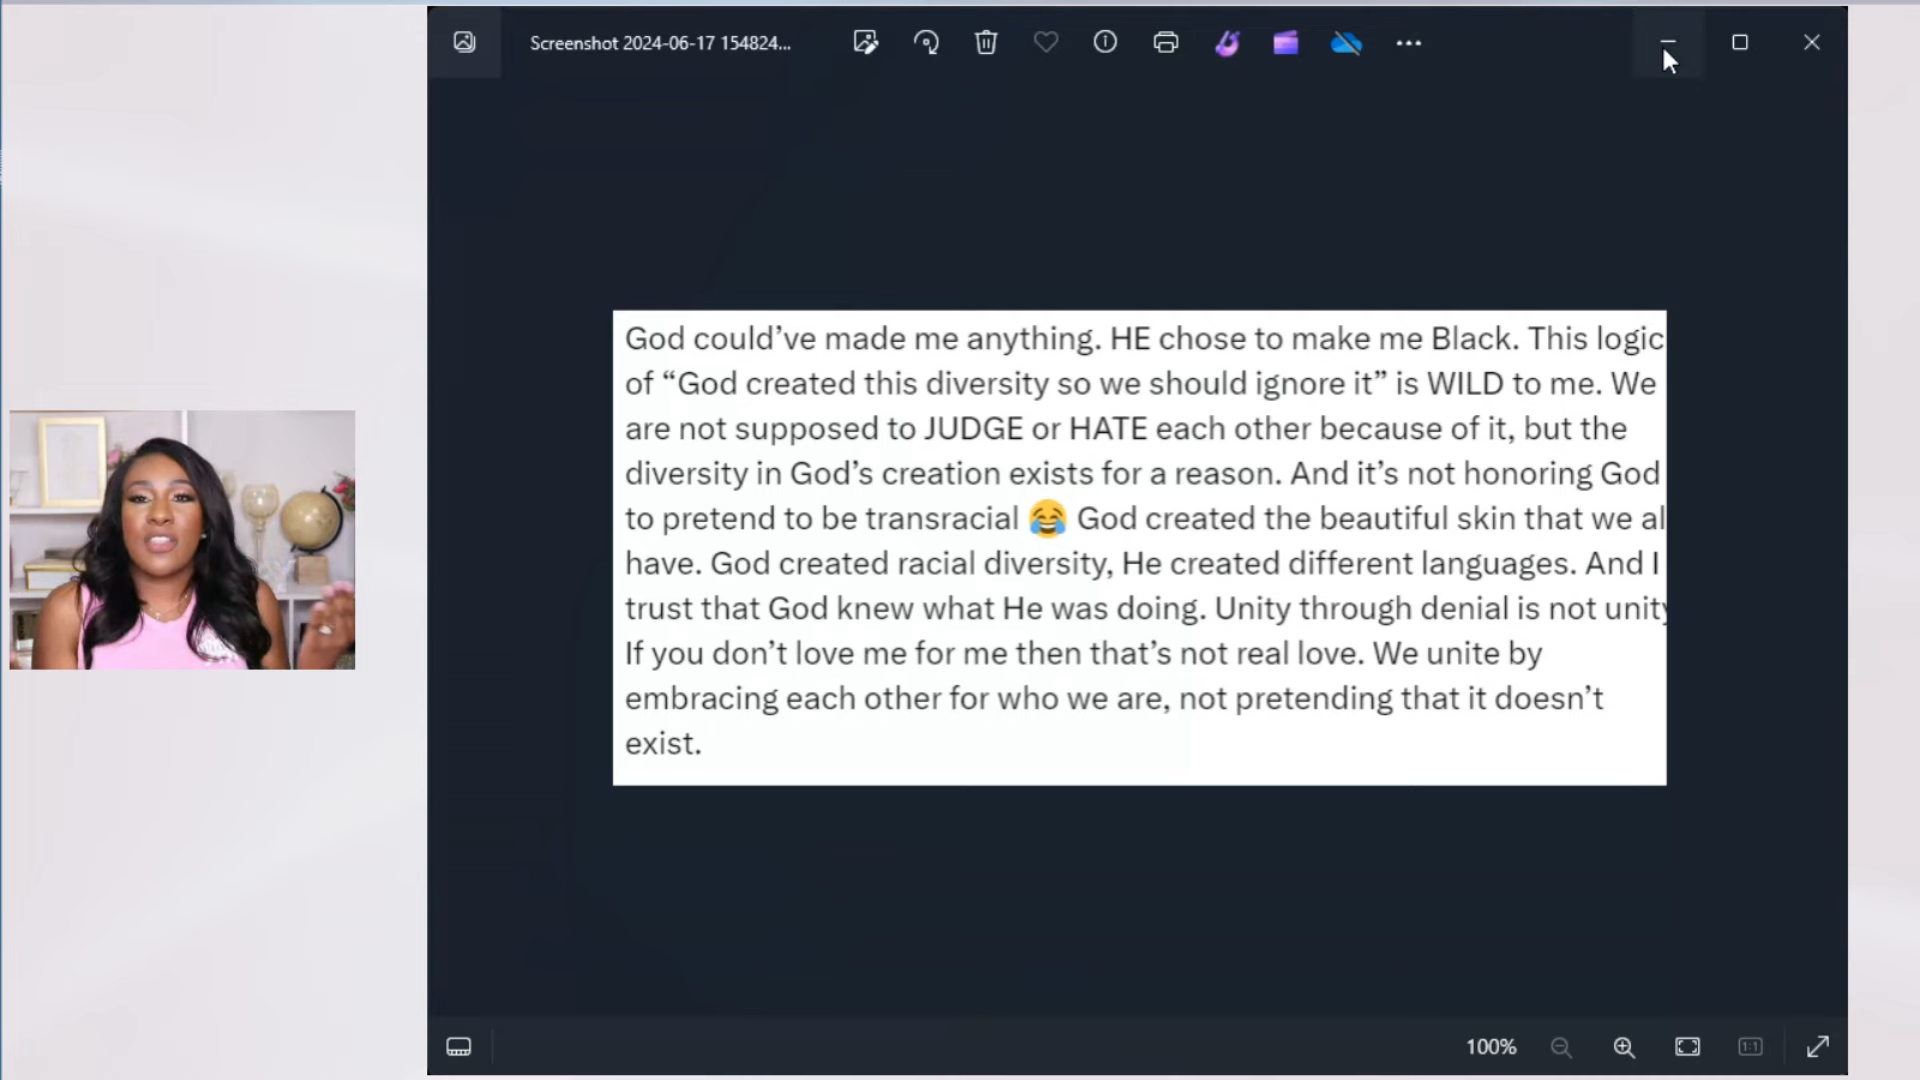 Screenshot 2024-06-17 154824...
God could’ve made me anything. HE chose to make me Black. This logic
of “God created this diversity so we should ignore it” is WILD to me. We
are not supposed to JUDGE or HATE each other because of it, but the
diversity in God’s creation exists for a reason. And it’s not honoring God
to pretend to be transracial 😂 God created the beautiful skin that we al
have. God created racial diversity, He created different languages. And I
trust that God knew what He was doing. Unity through denial is not unity
If you don’t love me for me then that’s not real love. We unite by
embracing each other for who we are, not pretending that it doesn’t
exist.
100%
1:1